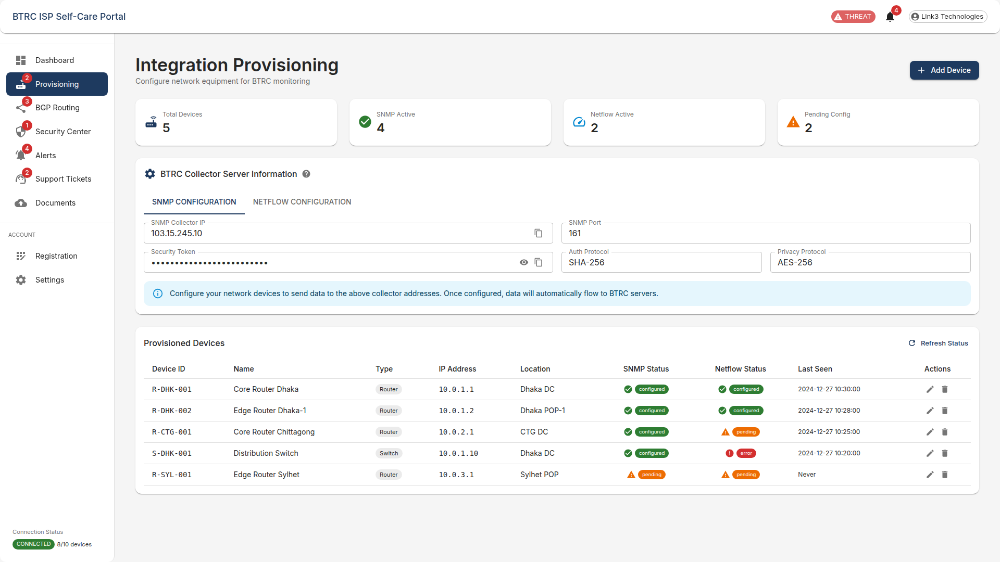 BTRC ISP Self-Care Portal
THREAT
4
Link3 Technologies
Dashboard
2
Provisioning
3
BGP Routing
1
Security Center
4
Alerts
2
Support Tickets
Documents
ACCOUNT
Registration
Settings
Connection Status
CONNECTED 8/10 devices
Integration Provisioning
Configure network equipment for BTRC monitoring
Add Device
Total Devices
5
SNMP Active
4
Netflow Active
2
Pending Config
2
BTRC Collector Server Information
SNMP CONFIGURATION NETFLOW CONFIGURATION
SNMP Collector IP
103.15.245.10
SNMP Port
161
Security Token
•••••••••••••••••••••••••
Auth Protocol
SHA-256
Privacy Protocol
AES-256
Configure your network devices to send data to the above collector addresses. Once configured, data will automatically flow to BTRC servers.
Provisioned Devices
Refresh Status
Device ID Name Type IP Address Location SNMP Status Netflow Status Last Seen Actions
R-DHK-001 Core Router Dhaka Router 10.0.1.1 Dhaka DC configured configured 2024-12-27 10:30:00
R-DHK-002 Edge Router Dhaka-1 Router 10.0.1.2 Dhaka POP-1 configured configured 2024-12-27 10:28:00
R-CTG-001 Core Router Chittagong Router 10.0.2.1 CTG DC configured pending 2024-12-27 10:25:00
S-DHK-001 Distribution Switch Switch 10.0.1.10 Dhaka DC configured error 2024-12-27 10:20:00
R-SYL-001 Edge Router Sylhet Router 10.0.3.1 Sylhet POP pending pending Never